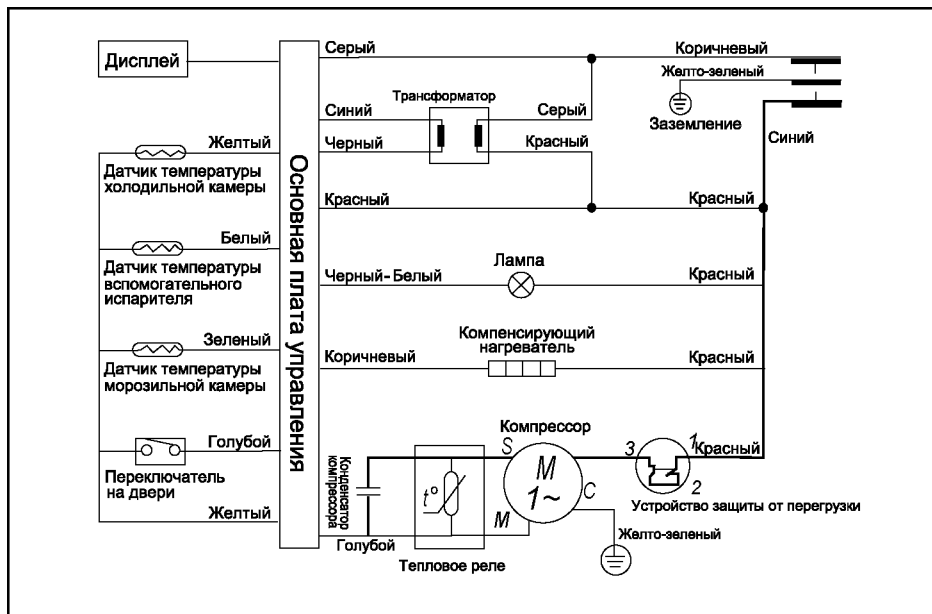 Дисплей
Серый
Коричневый
Желто-зеленый
Заземление
Синий
Синий
Трансформатор
Серый
Черный
Красный
Желтый
Датчик температуры
холодильной камеры
Красный
Красный
Белый
Датчик температуры
вспомогательного
испарителя
Черный-Белый
Лампа
Красный
Зеленый
Датчик температуры
морозильной камеры
Коричневый
Компенсирующий
нагреватель
Красный
Основная плата управления
Голубой
Переключатель
на двери
Желтый
Конденсатор
компрессора
Голубой
t°
Тепловое реле
Компрессор
S
M
1~
C
M
3
1
2
Красный
Устройство защиты от перегрузки
Желто-зеленый